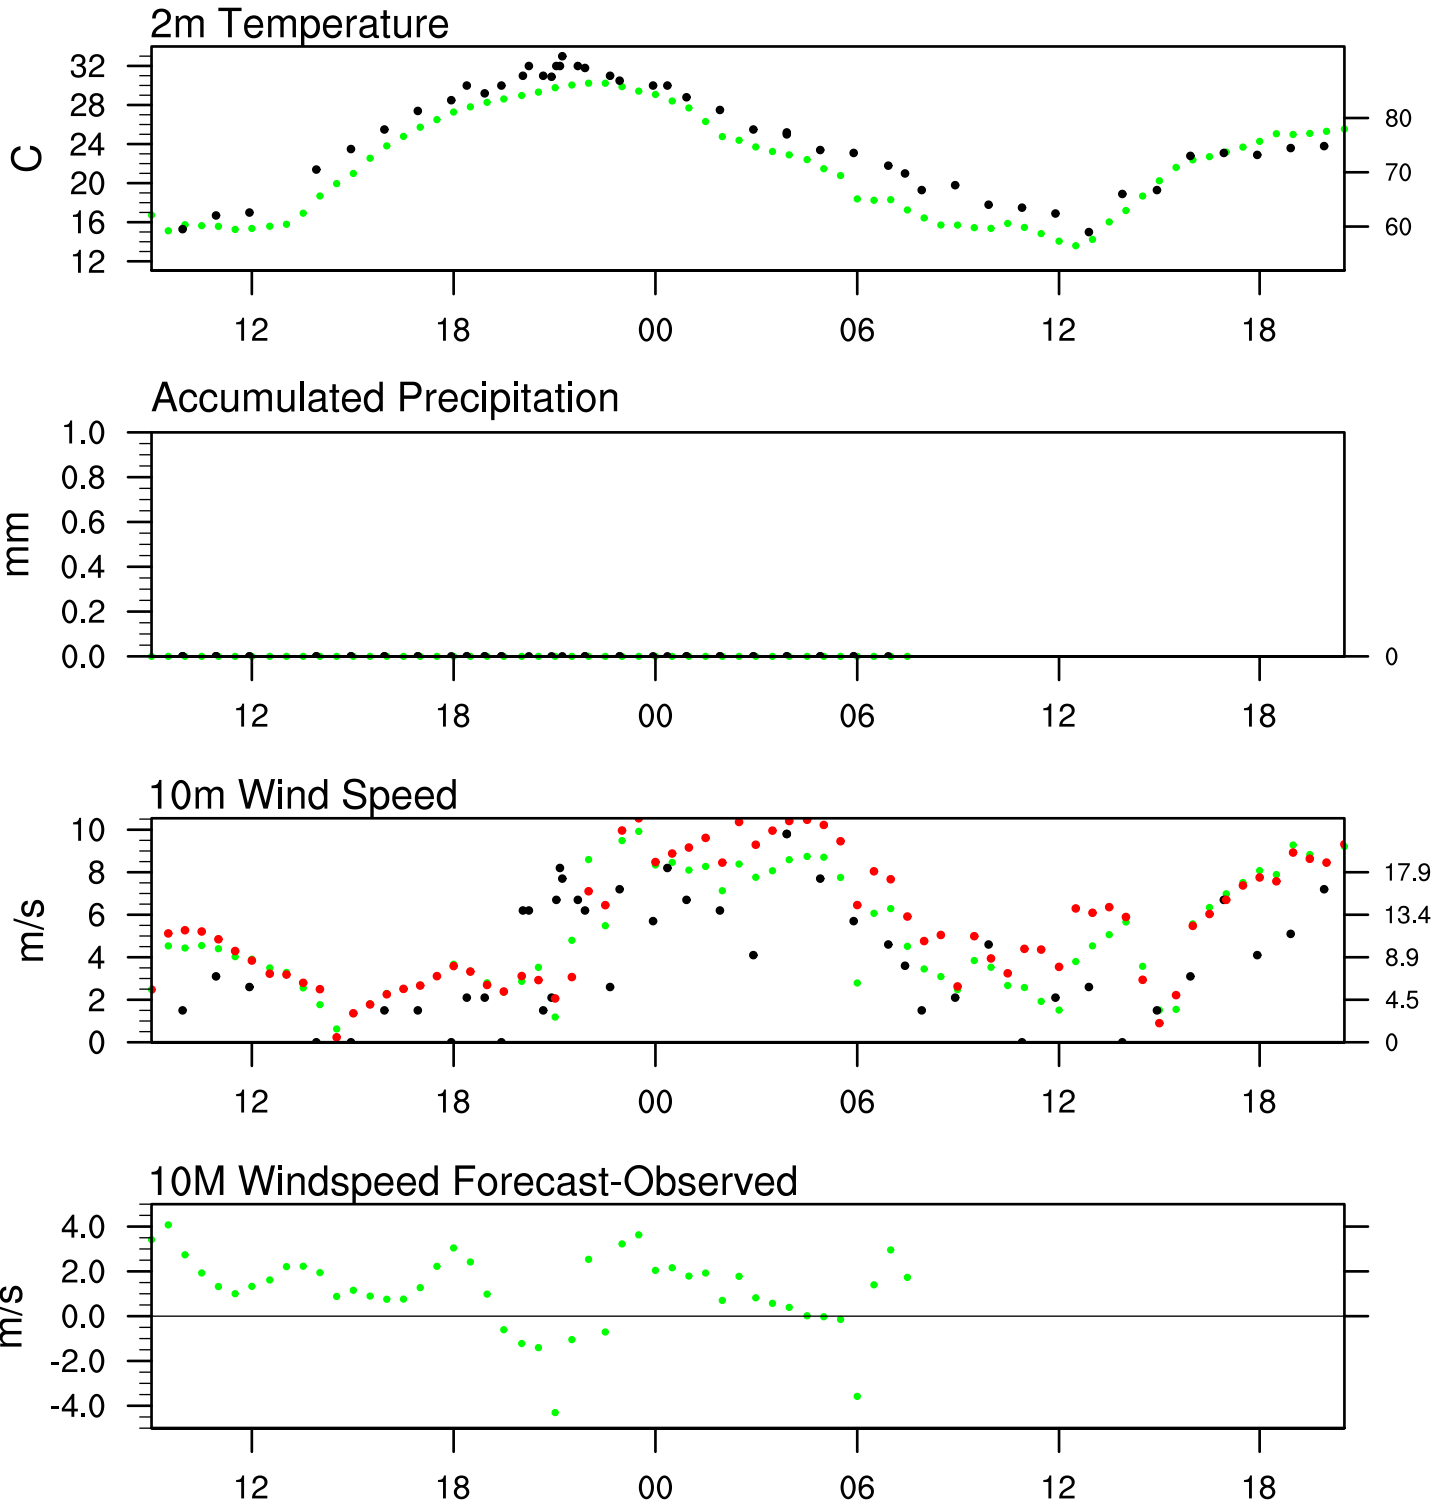 2m Temperature
32
28
24
20
16
12
C
80
70
60
12 18 00 06 12 18
Accumulated Precipitation
1.0
0.8
0.6
0.4
0.2
0.0
mm
0
12 18 00 06 12 18
10m Wind Speed
10
8
6
4
2
0
m/s
17.9
13.4
8.9
4.5
0
12 18 00 06 12 18
10M Windspeed Forecast-Observed
4.0
2.0
0.0
-2.0
-4.0
m/s
12 18 00 06 12 18